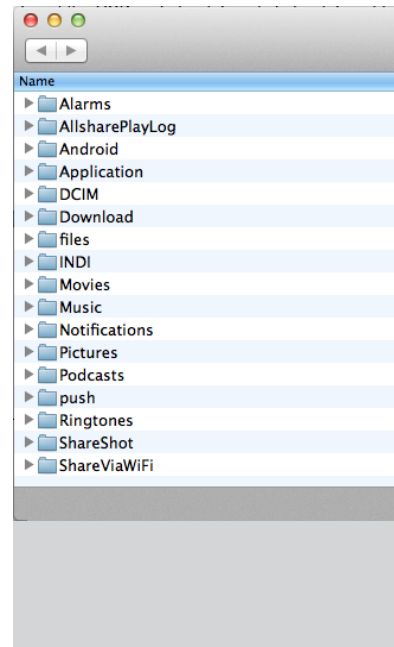 Name
Alarms
AllsharePlayLog
Android
Application
DCIM
Download
files
INDI
Movies
Music
Notifications
Pictures
Podcasts
push
Ringtones
ShareShot
ShareViaWiFi